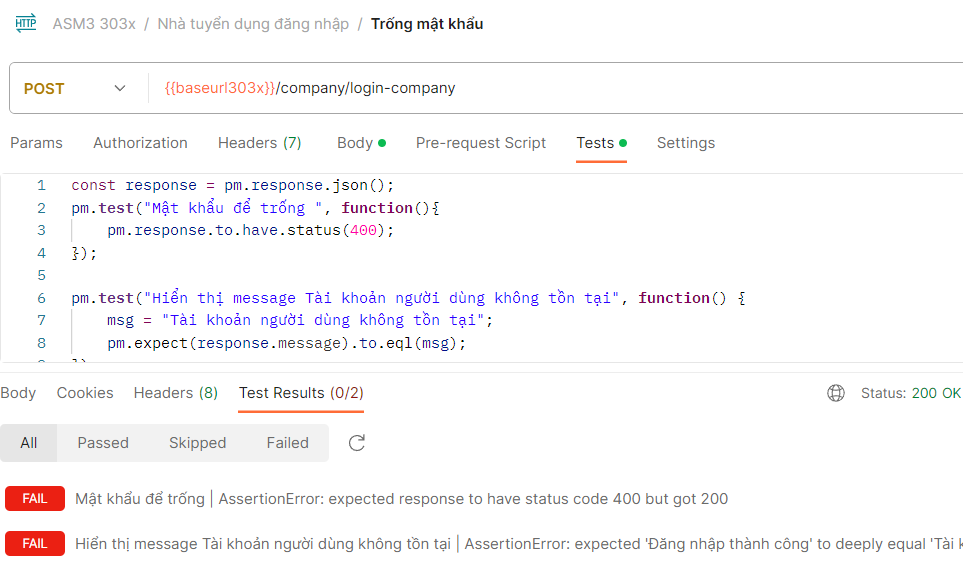 HTTP ASM3 303x / Nhà tuyển dụng đăng nhập / Trống mật khẩu
POST {{baseurl303x}}/company/login-company
Params Authorization Headers (7) Body Pre-request Script Tests Settings
1 const response = pm.response.json();
2 pm.test("Mật khẩu để trống ", function(){
3 pm.response.to.have.status(400);
4 });
5
6 pm.test("Hiển thị message Tài khoản người dùng không tồn tại", function() {
7 msg = "Tài khoản người dùng không tồn tại";
8 pm.expect(response.message).to.eql(msg);
Body Cookies Headers (8) Test Results (0/2) Status: 200 OK
All Passed Skipped Failed
FAIL Mật khẩu để trống | AssertionError: expected response to have status code 400 but got 200
FAIL Hiển thị message Tài khoản người dùng không tồn tại | AssertionError: expected 'Đăng nhập thành công' to deeply equal 'Tài